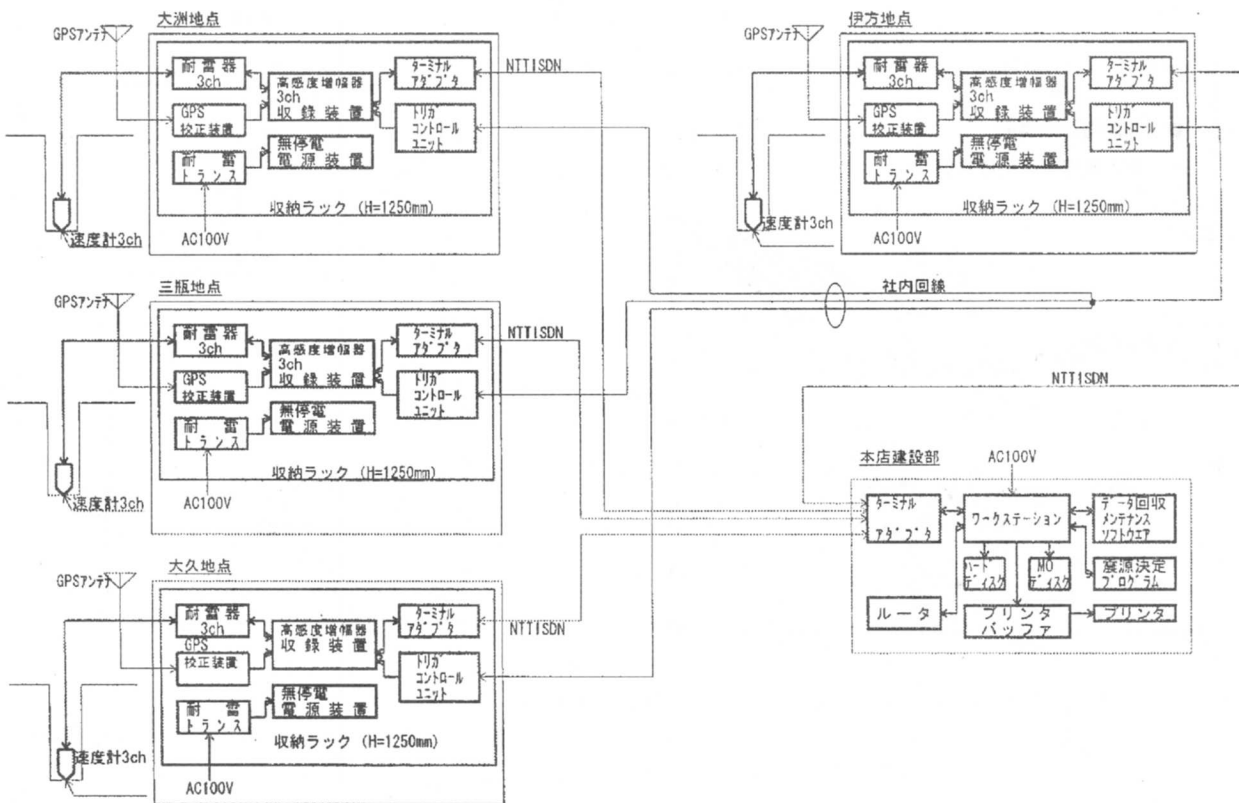 大洲地点
GPSアンテナ
耐雷器
3ch
高感度増幅器
3ch
収録装置
ターミナル
アダプタ
NTTISDN
GPS
校正装置
トリガ
コントロール
ユニット
無停電
電源装置
耐雷
トランス
収納ラック (H=1250mm)
速度計3ch
AC100V
伊方地点
GPSアンテナ
耐雷器
3ch
高感度増幅器
3ch
収録装置
ターミナル
アダプタ
GPS
校正装置
トリガ
コントロール
ユニット
無停電
電源装置
耐雷
トランス
収納ラック (H=1250mm)
速度計3ch
AC100V
社内回線
NTTISDN
三瓶地点
GPSアンテナ
耐雷器
3ch
高感度増幅器
3ch
収録装置
ターミナル
アダプタ
NTTISDN
GPS
校正装置
トリガ
コントロール
ユニット
無停電
電源装置
耐雷
トランス
収納ラック (H=1250mm)
速度計3ch
AC100V
本店建設部
AC100V
ターミナル
アダプタ
ワークステーション
データ回収
メンテナンス
ソフトウエア
ハード
ディスク
MO
ディスク
震源決定
プログラム
ルータ
プリンタ
バッファ
プリンタ
大久地点
GPSアンテナ
耐雷器
3ch
高感度増幅器
収録装置
ターミナル
アダプタ
NTTISDN
GPS
校正装置
トリガ
コントロール
ユニット
無停電
電源装置
耐雷
トランス
収納ラック (H=1250mm)
速度計3ch
AC100V